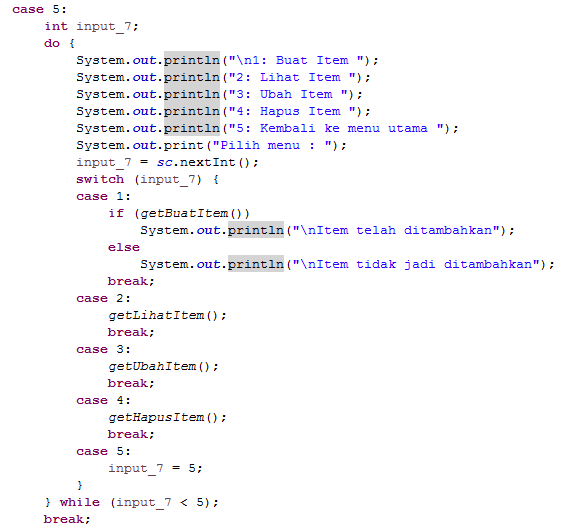 case 5:
    int input_7;
    do {
        System.out.println("\n1: Buat Item ");
        System.out.println("2: Lihat Item ");
        System.out.println("3: Ubah Item ");
        System.out.println("4: Hapus Item ");
        System.out.println("5: Kembali ke menu utama ");
        System.out.print("Pilih menu : ");
        input_7 = sc.nextInt();
        switch (input_7) {
        case 1:
            if (getBuatItem())
                System.out.println("\nItem telah ditambahkan");
            else
                System.out.println("\nItem tidak jadi ditambahkan");
            break;
        case 2:
            getLihatItem();
            break;
        case 3:
            getUbahItem();
            break;
        case 4:
            getHapusItem();
            break;
        case 5:
            input_7 = 5;
        }
    } while (input_7 < 5);
    break;